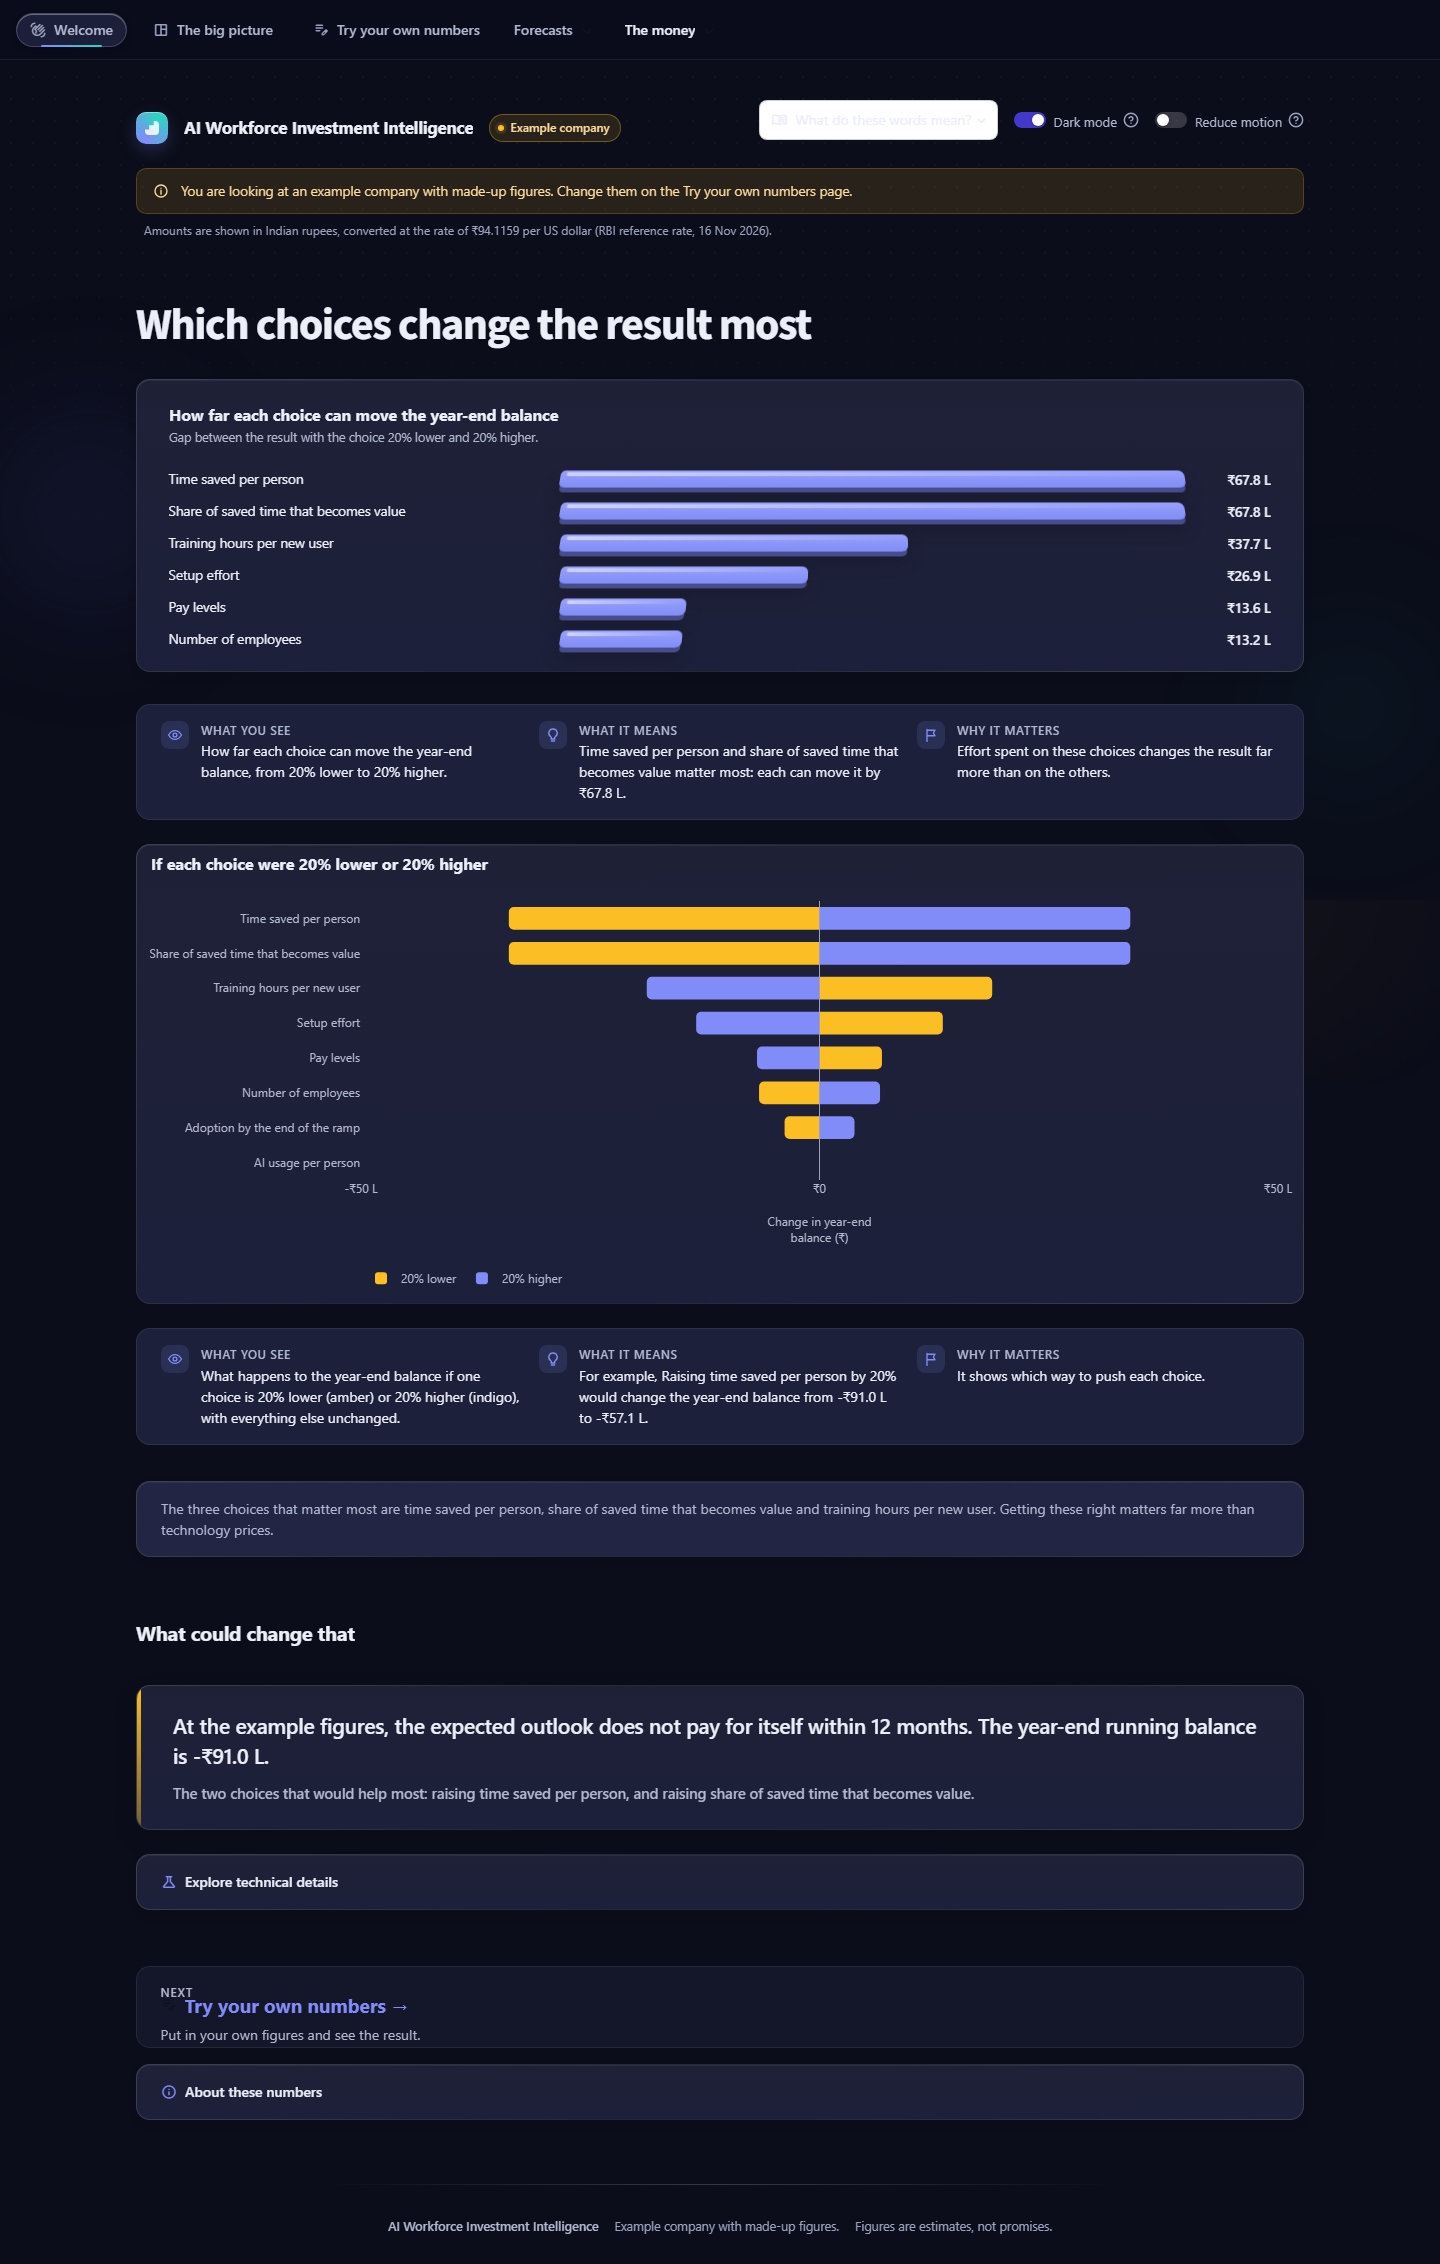 Welcome
The big picture
Try your own numbers
Forecasts
The money
AI Workforce Investment Intelligence
Example company
What do these words mean?
Dark mode
Reduce motion
You are looking at an example company with made-up figures. Change them on the Try your own numbers page.
Amounts are shown in Indian rupees, converted at the rate of ₹94.1159 per US dollar (RBI reference rate, 16 Nov 2026).
Which choices change the result most
How far each choice can move the year-end balance
Gap between the result with the choice 20% lower and 20% higher.
Time saved per person ₹67.8 L
Share of saved time that becomes value ₹67.8 L
Training hours per new user ₹37.7 L
Setup effort ₹26.9 L
Pay levels ₹13.6 L
Number of employees ₹13.2 L
WHAT YOU SEE
How far each choice can move the year-end
balance, from 20% lower to 20% higher.
WHAT IT MEANS
Time saved per person and share of saved time that
becomes value matter most: each can move it by
₹67.8 L.
WHY IT MATTERS
Effort spent on these choices changes the result far
more than on the others.
If each choice were 20% lower or 20% higher
Time saved per person
Share of saved time that becomes value
Training hours per new user
Setup effort
Pay levels
Number of employees
Adoption by the end of the ramp
AI usage per person
-₹50 L ₹0 ₹50 L
Change in year-end
balance (₹)
20% lower 20% higher
WHAT YOU SEE
What happens to the year-end balance if one
choice is 20% lower (amber) or 20% higher (indigo),
with everything else unchanged.
WHAT IT MEANS
For example, Raising time saved per person by 20%
would change the year-end balance from -₹91.0 L
to -₹57.1 L.
WHY IT MATTERS
It shows which way to push each choice.
The three choices that matter most are time saved per person, share of saved time that becomes value and training hours per new user. Getting these right matters far more than
technology prices.
What could change that
At the example figures, the expected outlook does not pay for itself within 12 months. The year-end running balance
is -₹91.0 L.
The two choices that would help most: raising time saved per person, and raising share of saved time that becomes value.
Explore technical details
NEXT
Try your own numbers →
Put in your own figures and see the result.
About these numbers
AI Workforce Investment Intelligence Example company with made-up figures. Figures are estimates, not promises.